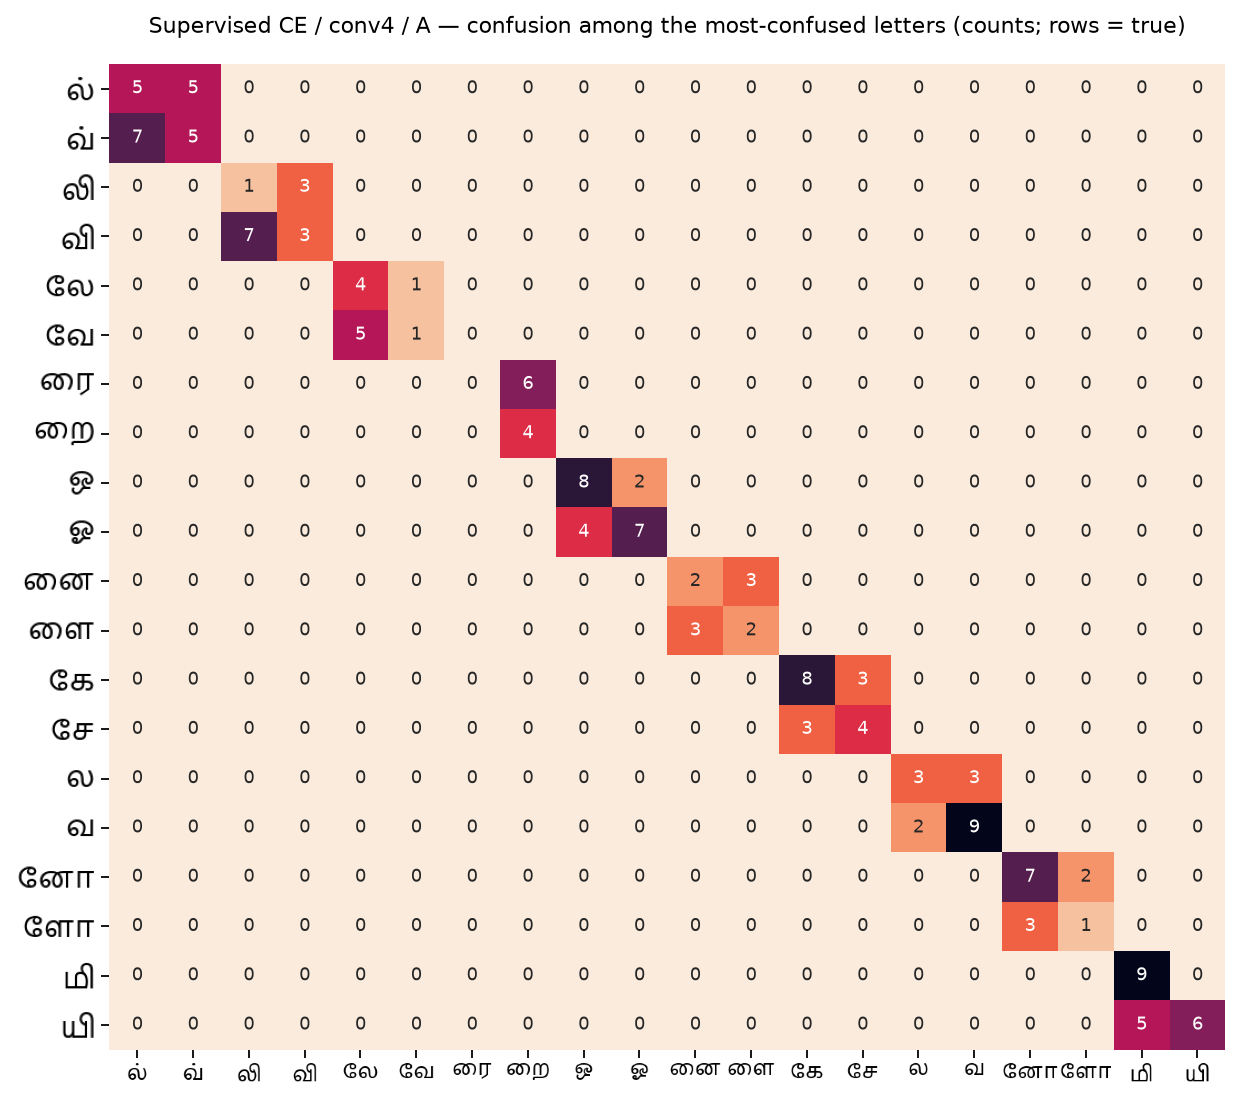 Supervised CE / conv4 / A — confusion among the most-confused letters (counts; rows = true)
ல் 5 5 0 0 0 0 0 0 0 0 0 0 0 0 0 0 0 0 0 0
வ் 7 5 0 0 0 0 0 0 0 0 0 0 0 0 0 0 0 0 0 0
லி 0 0 1 3 0 0 0 0 0 0 0 0 0 0 0 0 0 0 0 0
வி 0 0 7 3 0 0 0 0 0 0 0 0 0 0 0 0 0 0 0 0
லே 0 0 0 0 4 1 0 0 0 0 0 0 0 0 0 0 0 0 0 0
வே 0 0 0 0 5 1 0 0 0 0 0 0 0 0 0 0 0 0 0 0
ரை 0 0 0 0 0 0 0 6 0 0 0 0 0 0 0 0 0 0 0 0
றை 0 0 0 0 0 0 0 4 0 0 0 0 0 0 0 0 0 0 0 0
ஒ 0 0 0 0 0 0 0 0 8 2 0 0 0 0 0 0 0 0 0 0
ஓ 0 0 0 0 0 0 0 0 4 7 0 0 0 0 0 0 0 0 0 0
னை 0 0 0 0 0 0 0 0 0 0 2 3 0 0 0 0 0 0 0 0
ளை 0 0 0 0 0 0 0 0 0 0 3 2 0 0 0 0 0 0 0 0
கே 0 0 0 0 0 0 0 0 0 0 0 0 8 3 0 0 0 0 0 0
சே 0 0 0 0 0 0 0 0 0 0 0 0 3 4 0 0 0 0 0 0
ல 0 0 0 0 0 0 0 0 0 0 0 0 0 0 3 3 0 0 0 0
வ 0 0 0 0 0 0 0 0 0 0 0 0 0 0 2 9 0 0 0 0
னோ 0 0 0 0 0 0 0 0 0 0 0 0 0 0 0 0 7 2 0 0
ளோ 0 0 0 0 0 0 0 0 0 0 0 0 0 0 0 0 3 1 0 0
மி 0 0 0 0 0 0 0 0 0 0 0 0 0 0 0 0 0 0 9 0
யி 0 0 0 0 0 0 0 0 0 0 0 0 0 0 0 0 0 0 5 6
ல் வ் லி வி லே வே ரை றை ஒ ஓ னை ளை கே சே ல வ னோ ளோ மி யி